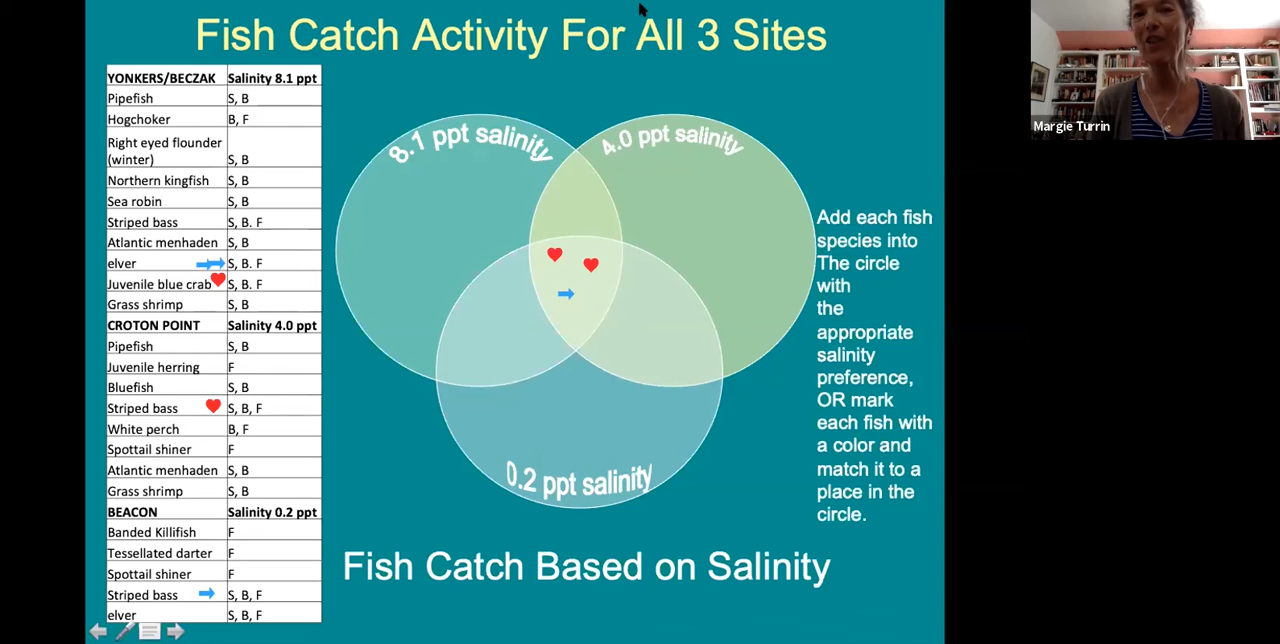 Fish Catch Activity For All 3 Sites
YONKERS/BECZAK Salinity 8.1 ppt
Pipefish S, B
Hogchoker B, F
Right eyed flounder
(winter) S, B
Northern kingfish S, B
Sea robin S, B
Striped bass S, B. F
Atlantic menhaden S, B
elver S, B. F
Juvenile blue crab S, B. F
Grass shrimp S, B
CROTON POINT Salinity 4.0 ppt
Pipefish S, B
Juvenile herring F
Bluefish S, B
Striped bass S, B, F
White perch B, F
Spottail shiner F
Atlantic menhaden S, B
Grass shrimp S, B
BEACON Salinity 0.2 ppt
Banded Killifish F
Tessellated darter F
Spottail shiner F
Striped bass S, B, F
elver S, B, F
8.1 ppt salinity
4.0 ppt salinity
0.2 ppt salinity
Add each fish
species into
The circle
with
the
appropriate
salinity
preference,
OR mark
each fish with
a color and
match it to a
place in the
circle.
Fish Catch Based on Salinity
Margie Turrin